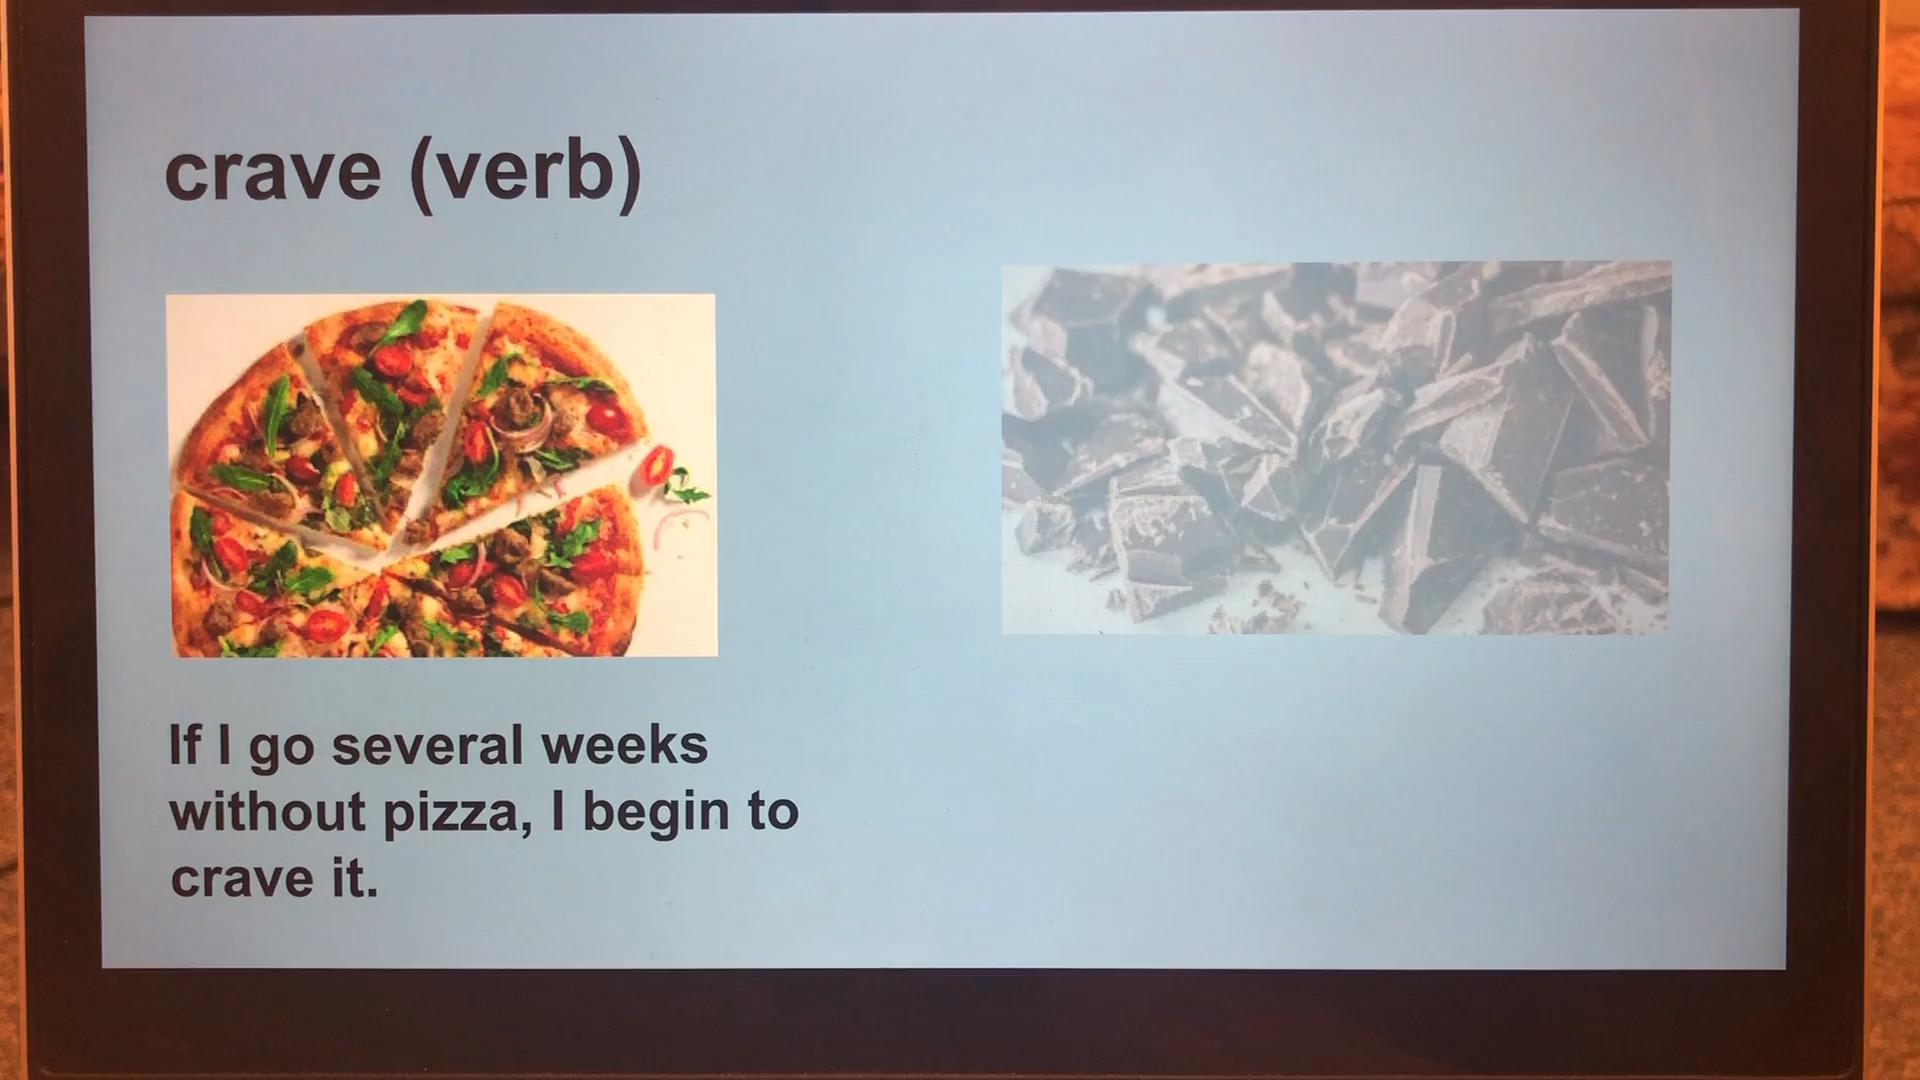 crave (verb)
If I go several weeks
without pizza, I begin to
crave it.